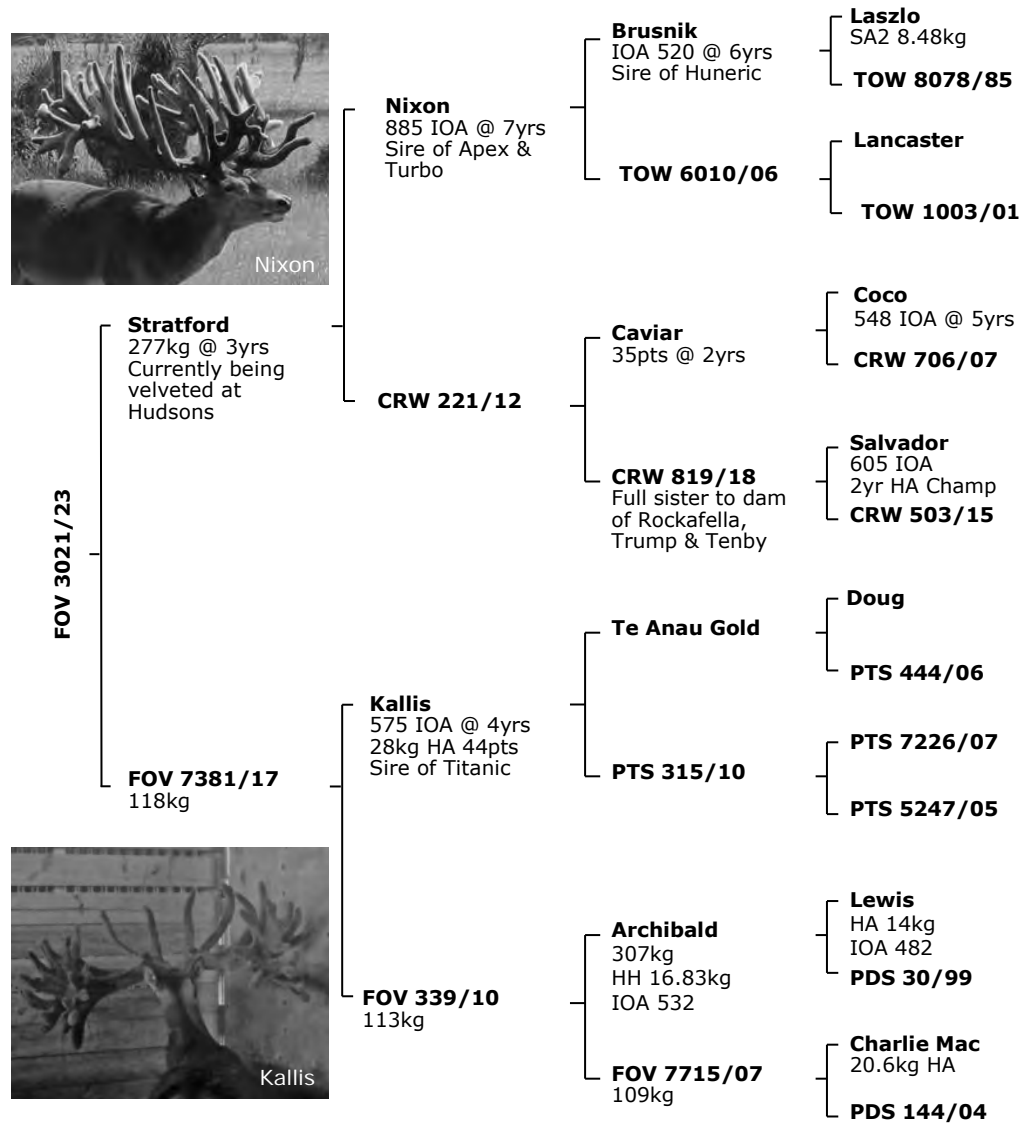 Nixon
Kallis
FOV 3021/23
Stratford
277kg @ 3yrs
Currently being
velveted at
Hudsons
FOV 7381/17
118kg
Nixon
885 IOA @ 7yrs
Sire of Apex &
Turbo
CRW 221/12
Kallis
575 IOA @ 4yrs
28kg HA 44pts
Sire of Titanic
FOV 339/10
113kg
Brusnik
IOA 520 @ 6yrs
Sire of Huneric
TOW 6010/06
Caviar
35pts @ 2yrs
CRW 819/18
Full sister to dam
of Rockafella,
Trump & Tenby
Te Anau Gold
PTS 315/10
Archibald
307kg
HH 16.83kg
IOA 532
FOV 7715/07
109kg
Laszlo
SA2 8.48kg
TOW 8078/85
Lancaster
TOW 1003/01
Coco
548 IOA @ 5yrs
CRW 706/07
Salvador
605 IOA
2yr HA Champ
CRW 503/15
Doug
PTS 444/06
PTS 7226/07
PTS 5247/05
Lewis
HA 14kg
IOA 482
PDS 30/99
Charlie Mac
20.6kg HA
PDS 144/04